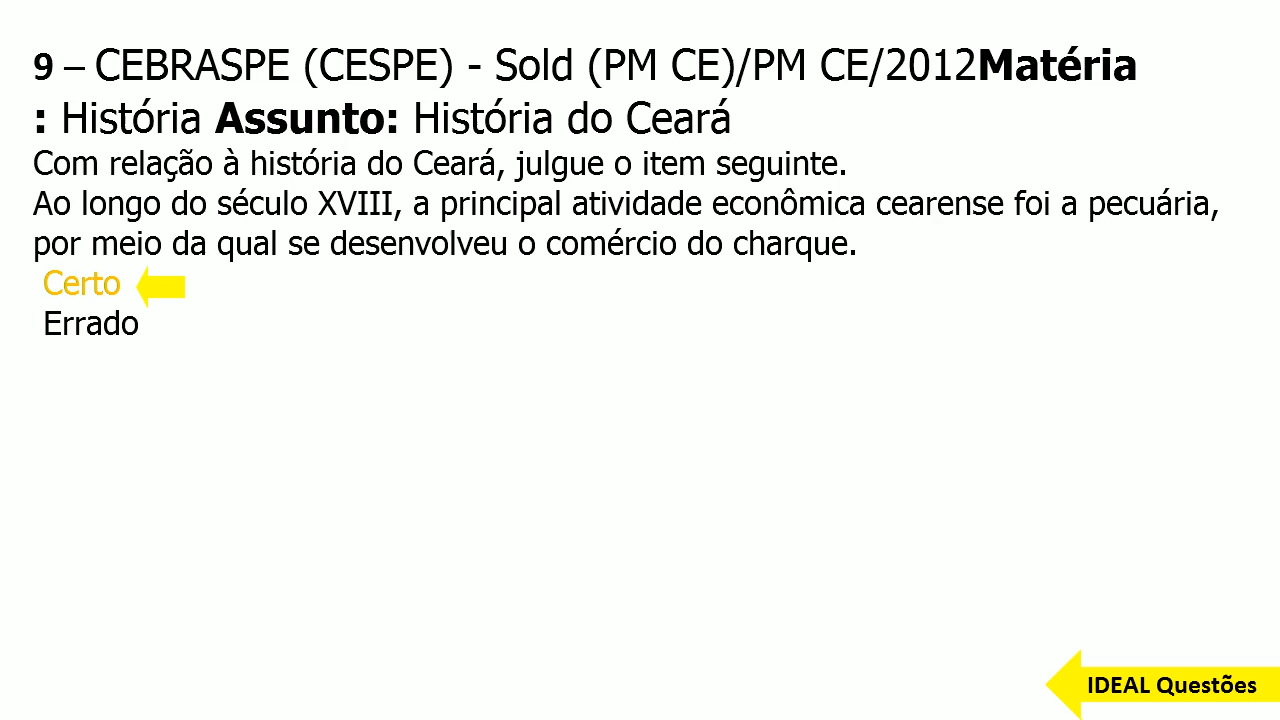 9 – CEBRASPE (CESPE) - Sold (PM CE)/PM CE/2012Matéria
: História Assunto: História do Ceará
Com relação à história do Ceará, julgue o item seguinte.
Ao longo do século XVIII, a principal atividade econômica cearense foi a pecuária,
por meio da qual se desenvolveu o comércio do charque.
Certo
Errado
IDEAL Questões